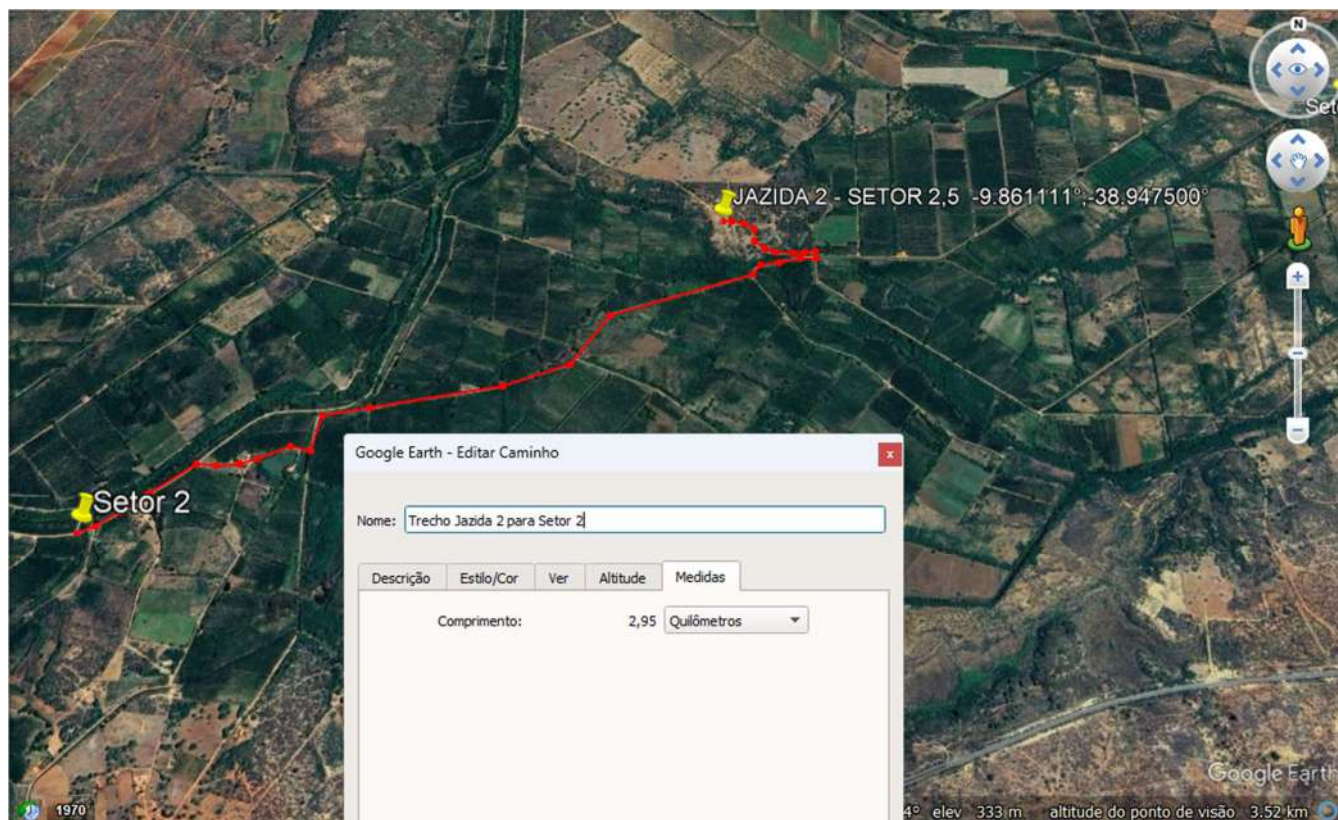 N
Seto
JAZIDA 2 - SETOR 2,5 -9.861111°,-38.947500°
Setor 2
Google Earth - Editar Caminho
x
Nome: Trecho Jazida 2 para Setor 2
Descrição Estilo/Cor Ver Altitude Medidas
Comprimento: 2,95 Quilômetros
Google Earth
1970 4° elev 333 m altitude do ponto de visão 3.52 km